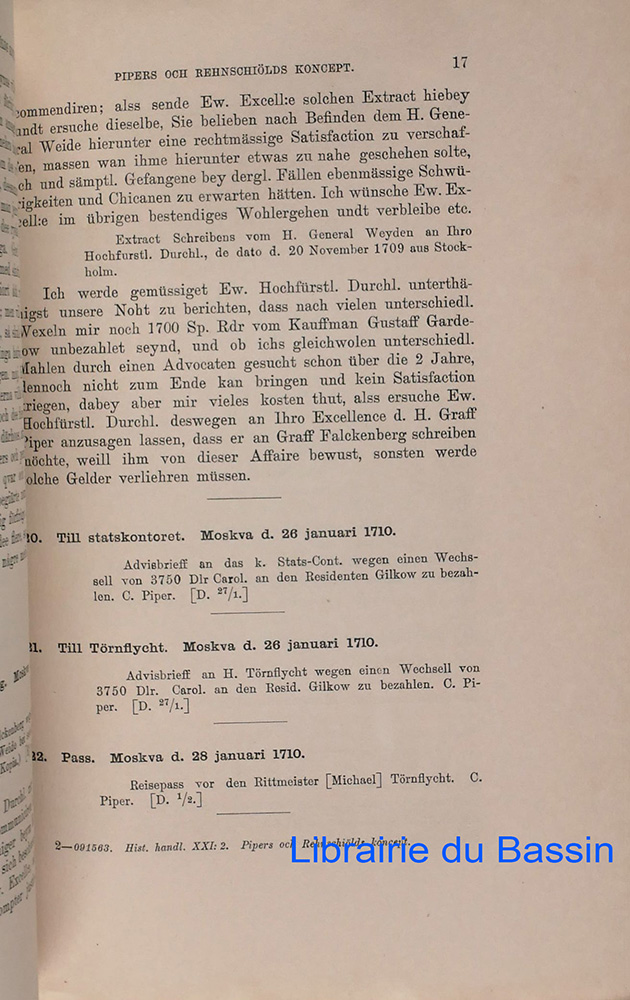 PIPERS OCH REHNSCHIÖLDS KONCEPT. 17
commendiren; alss sende Ew. Excell:e solchen Extract hiebey
undt ersuche dieselbe, Sie belieben nach Befinden dem H. Gene-
ral Weide hierunter eine rechtmässige Satisfaction zu verschaf-
fen, massen wan ihme hierunter etwas zu nahe geschehen solte,
ich und sämptl. Gefangene bey dergl. Fällen ebenmässige Schwü-
rigkeiten und Chicanen zu erwarten hätten. Ich wünsche Ew. Ex-
cell:e im übrigen bestendiges Wohlergehen undt verbleibe etc.
Extract Schreibens vom H. General Weyden an Ihro
Hochfurstl. Durchl., de dato d. 20 November 1709 aus Stock-
holm.
Ich werde gemüssiget Ew. Hochfürstl. Durchl. unterthä-
nigst unsere Noht zu berichten, dass nach vielen unterschiedl.
Wexeln mir noch 1700 Sp. Rdr vom Kauffman Gustaff Garde-
low unbezahlet seynd, und ob ichs gleichwolen unterschiedl.
Mahlen durch einen Advocaten gesucht schon über die 2 Jahre,
dennoch nicht zum Ende kan bringen und kein Satisfaction
kriegen, dabey aber mir vieles kosten thut, alss ersuche Ew.
Hochfürstl. Durchl. deswegen an Ihro Excellence d. H. Graff
Piper anzusagen lassen, dass er an Graff Falckenberg schreiben
möchte, weill ihm von dieser Affaire bewust, sonsten werde
solche Gelder verliehren müssen.
Till statskontoret. Moskva d. 26 januari 1710.
Advisbrieff an das k. Stats-Cont. wegen einen Wechs-
sell von 3750 Dlr Carol. an den Residenten Gilkow zu bezah-
len. C. Piper. [D. 27/1.]
Till Törnflycht. Moskva d. 26 januari 1710.
Advisbrieff an H. Törnflycht wegen einen Wechsell von
3750 Dlr. Carol. an den Resid. Gilkow zu bezahlen. C. Pi-
per. [D. 27/1.]
Pass. Moskva d. 28 januari 1710.
Reisepass vor den Rittmeister [Michael] Törnflycht. C.
Piper. [D. 1/2.]
2—091563. Hist. handl. XXI: 2. Pipers och Rehnschiölds koncept.
Librairie du Bassin